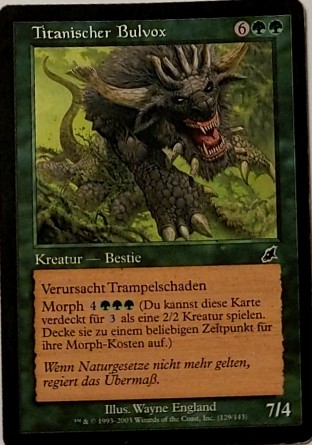 Titanischer Bulvox 6
Kreatur — Bestie
Verursacht Trampelschaden
Morph 4 (Du kannst diese Karte
verdeckt für 3 als eine 2/2 Kreatur spielen.
Decke sie zu einem beliebigen Zeitpunkt für
ihre Morph-Kosten auf.)
Wenn Naturgesetze nicht mehr gelten,
regiert das Übermaß.
Illus. Wayne England
™ & © 1993-2003 Wizards of the Coast, Inc. 129/143
7/4